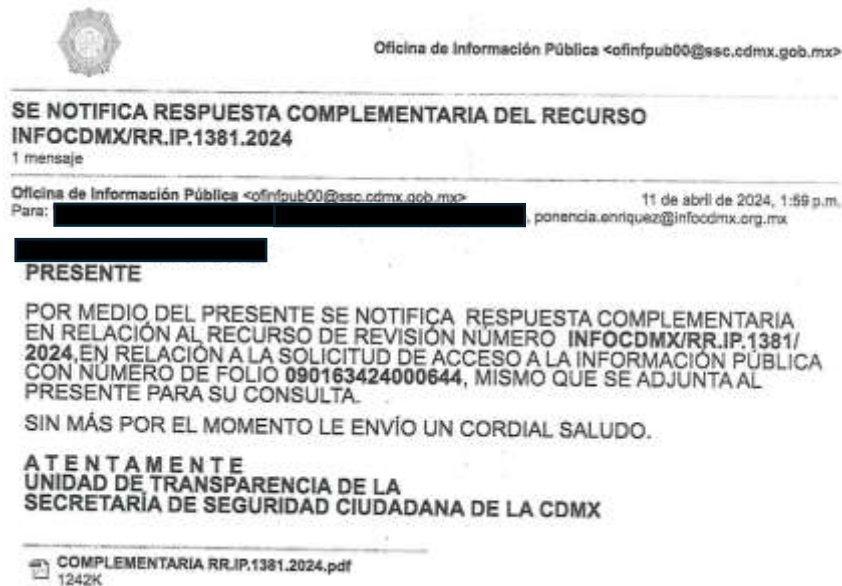 Oficina de Información Pública <ofinfpub00@ssc.cdmx.gob.mx>
SE NOTIFICA RESPUESTA COMPLEMENTARIA DEL RECURSO
INFOCDMX/RR.IP.1381.2024
1 mensaje
Oficina de Información Pública <ofinfpub00@ssc.cdmx.gob.mx>
11 de abril de 2024, 1:59 p.m.
Para: , ponencia.enriquez@infocdmx.org.mx
PRESENTE
POR MEDIO DEL PRESENTE SE NOTIFICA RESPUESTA COMPLEMENTARIA
EN RELACIÓN AL RECURSO DE REVISIÓN NÚMERO INFOCDMX/RR.IP.1381/
2024,EN RELACIÓN A LA SOLICITUD DE ACCESO A LA INFORMACIÓN PÚBLICA
CON NÚMERO DE FOLIO 090163424000644, MISMO QUE SE ADJUNTA AL
PRESENTE PARA SU CONSULTA.
SIN MÁS POR EL MOMENTO LE ENVÍO UN CORDIAL SALUDO.
A T E N T A M E N T E
UNIDAD DE TRANSPARENCIA DE LA
SECRETARÍA DE SEGURIDAD CIUDADANA DE LA CDMX
COMPLEMENTARIA RR.IP.1381.2024.pdf
1242K